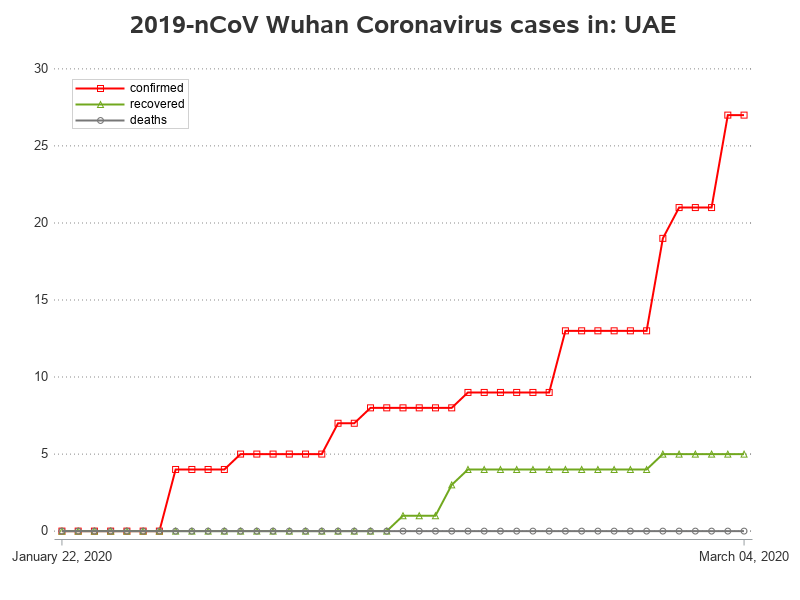 2019-nCoV Wuhan Coronavirus cases in: UAE
30
confirmed
recovered
deaths
25
20
15
10
5
0
January 22, 2020 March 04, 2020